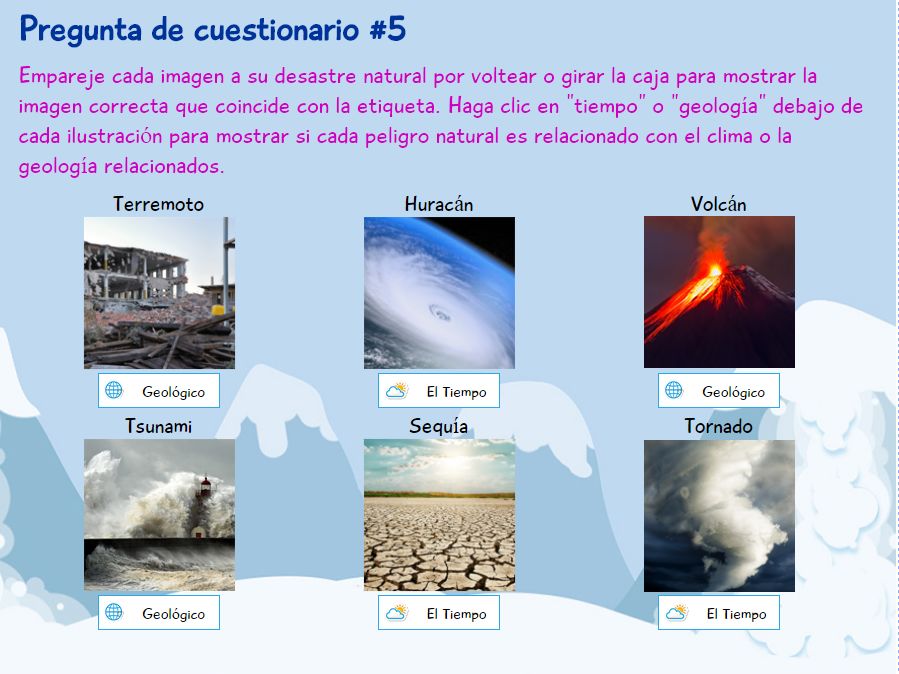 Pregunta de cuestionario #5
Empareje cada imagen a su desastre natural por voltear o girar la caja para mostrar la
imagen correcta que coincide con la etiqueta. Haga clic en "tiempo" o "geología" debajo de
cada ilustración para mostrar si cada peligro natural es relacionado con el clima o la
geología relacionados.
Terremoto
Huracán
Volcán
Geológico
El Tiempo
Geológico
Tsunami
Sequía
Tornado
Geológico
El Tiempo
El Tiempo